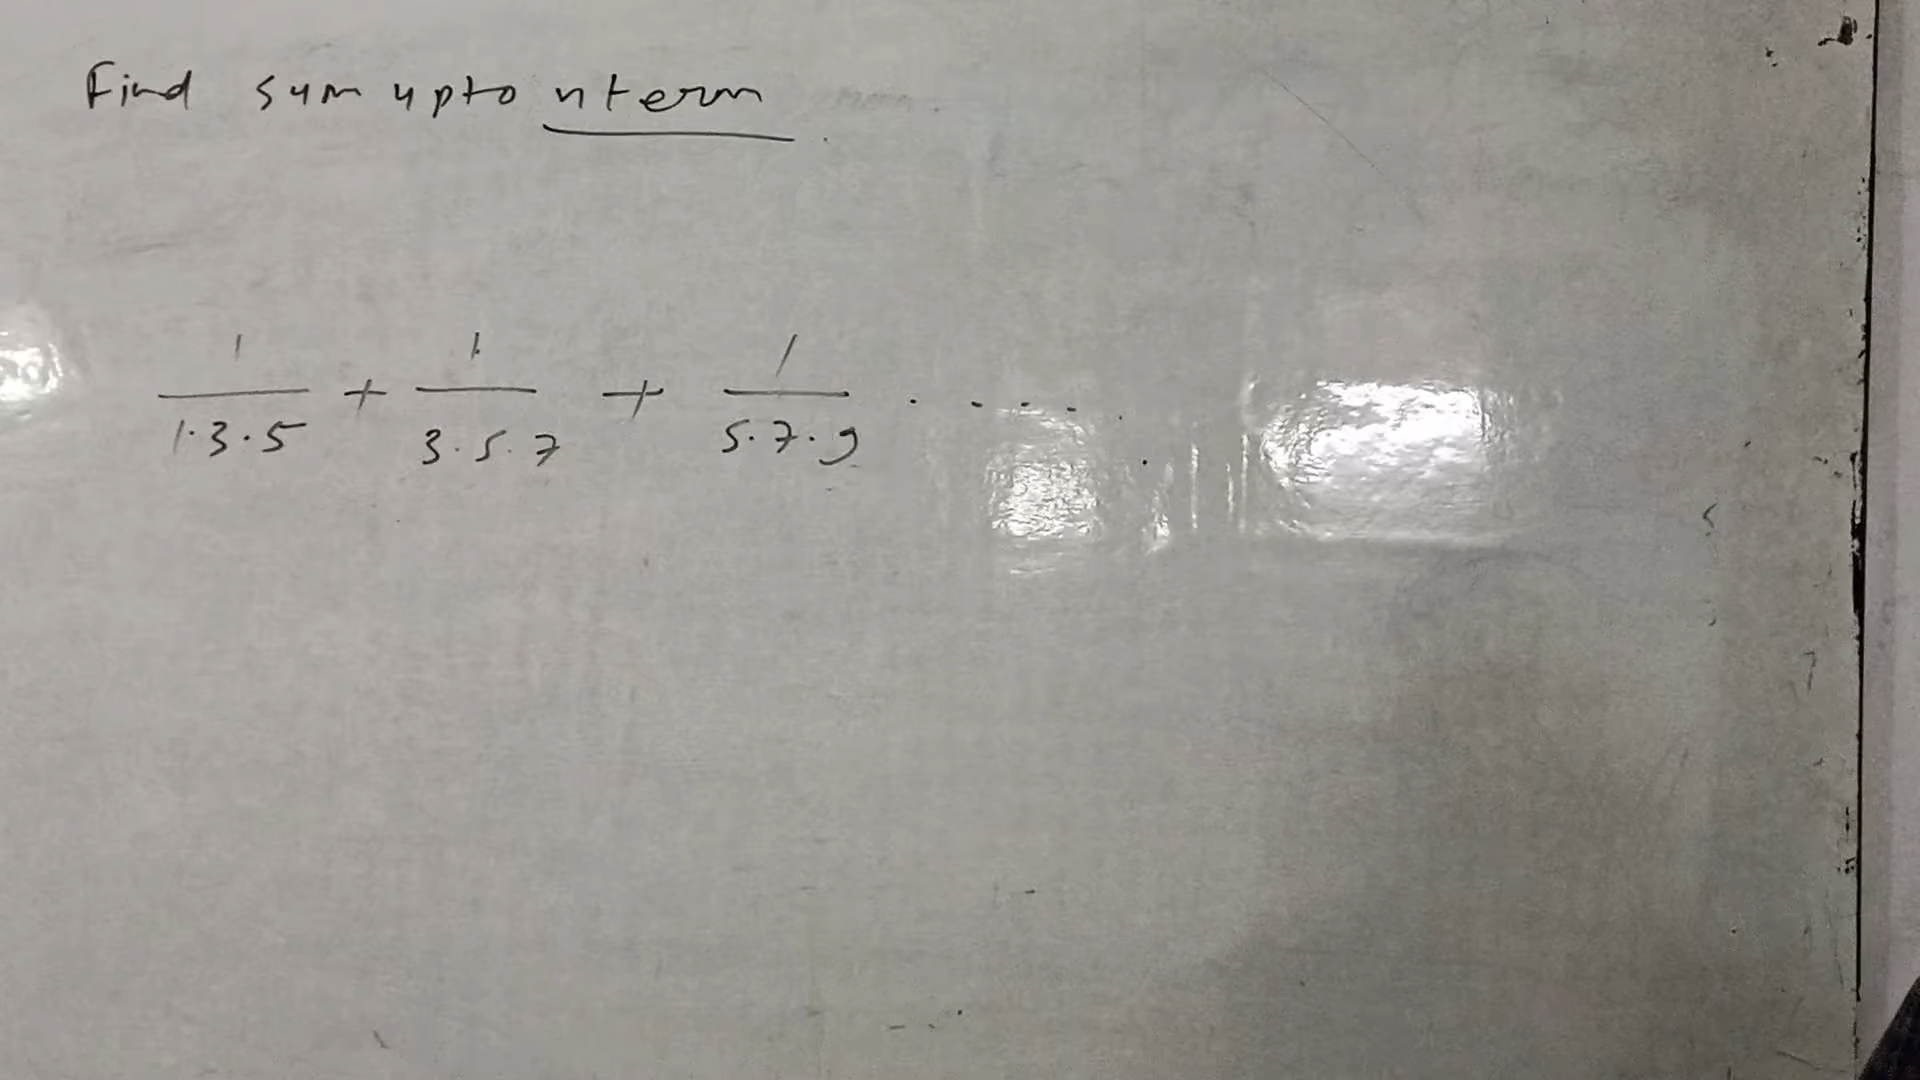 Find sum upto n term
1/1·3·5 + 1/3·5·7 + 1/5·7·9 . . . . . .